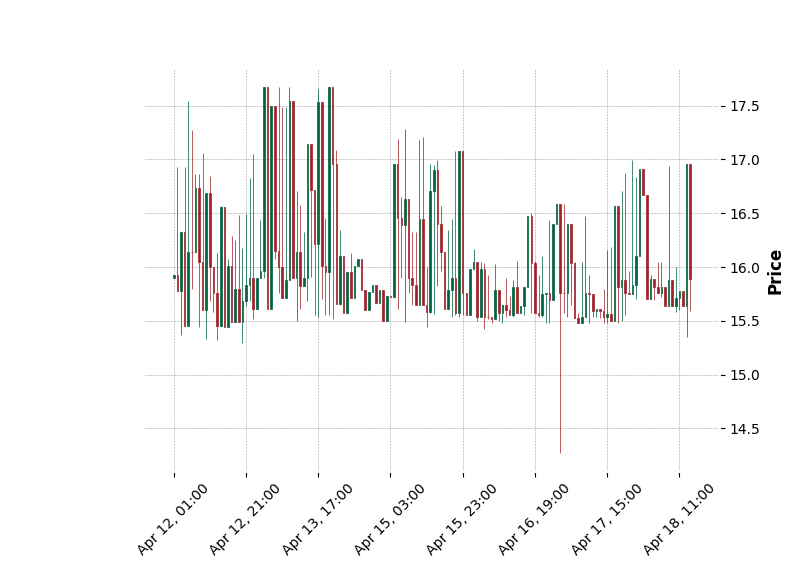 17.5
17.0
16.5
16.0
15.5
15.0
14.5
Price
Apr 12, 01:00
Apr 12, 21:00
Apr 13, 17:00
Apr 15, 03:00
Apr 15, 23:00
Apr 16, 19:00
Apr 17, 15:00
Apr 18, 11:00